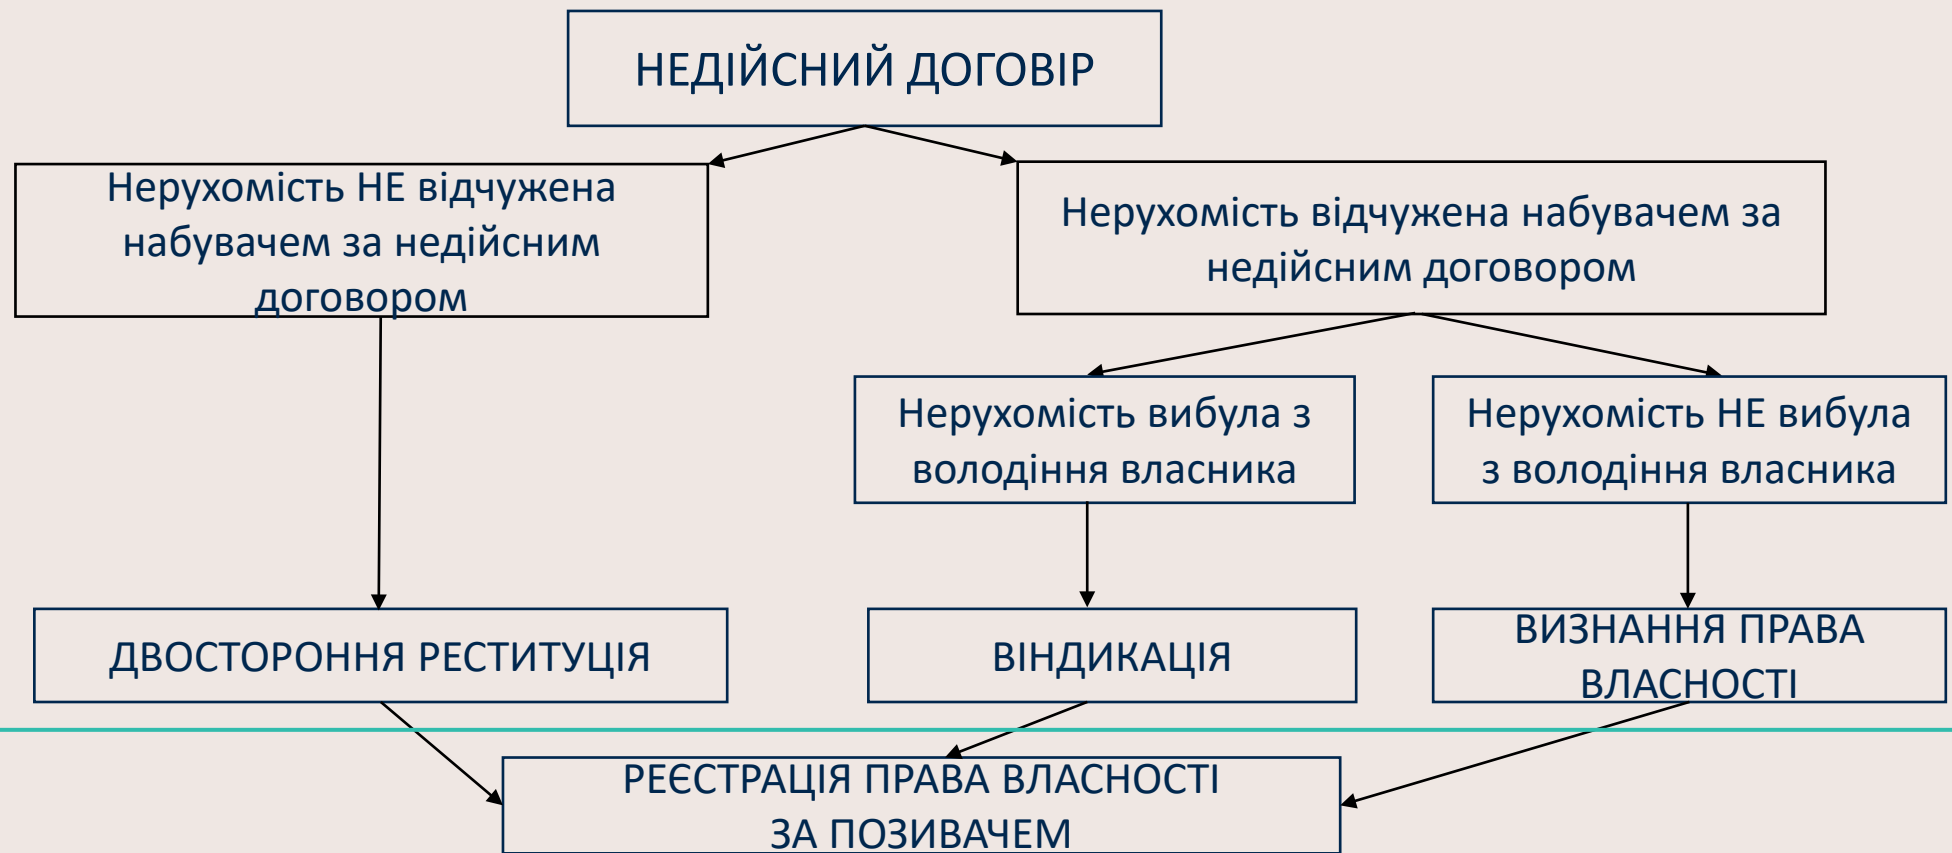 НЕДІЙСНИЙ ДОГОВІР
Нерухомість НЕ відчужена
набувачем за недійсним
договором
Нерухомість відчужена набувачем за
недійсним договором
Нерухомість вибула з
володіння власника
Нерухомість НЕ вибула
з володіння власника
ДВОСТОРОННЯ РЕСТИТУЦІЯ
ВІНДИКАЦІЯ
ВИЗНАННЯ ПРАВА
ВЛАСНОСТІ
РЕЄСТРАЦІЯ ПРАВА ВЛАСНОСТІ
ЗА ПОЗИВАЧЕМ